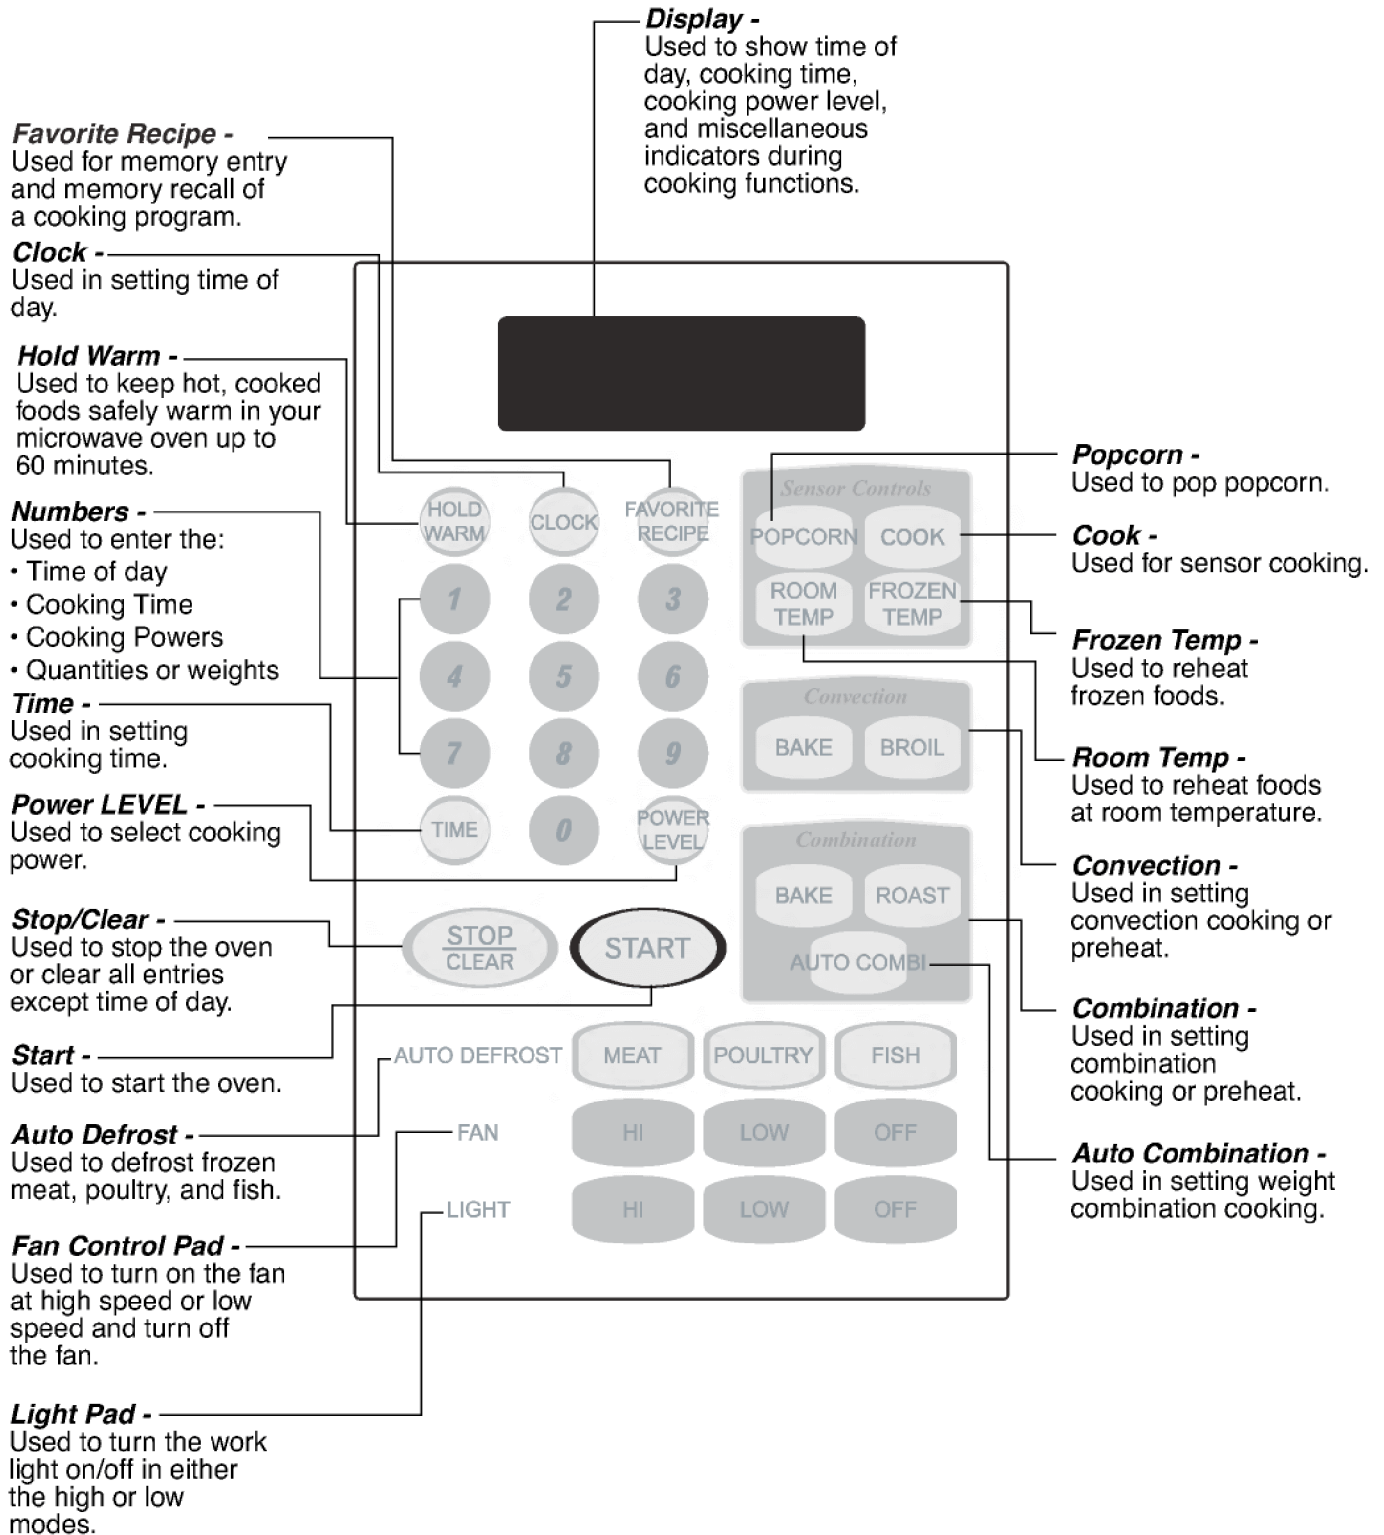 Display -
Used to show time of
day, cooking time,
cooking power level,
and miscellaneous
indicators during
cooking functions.
Favorite Recipe -
Used for memory entry
and memory recall of
a cooking program.
Clock -
Used in setting time of
day.
Hold Warm -
Used to keep hot, cooked
foods safely warm in your
microwave oven up to
60 minutes.
Numbers -
Used to enter the:
• Time of day
• Cooking Time
• Cooking Powers
• Quantities or weights
Time -
Used in setting
cooking time.
Power LEVEL -
Used to select cooking
power.
Stop/Clear -
Used to stop the oven
or clear all entries
except time of day.
Start -
Used to start the oven.
Auto Defrost -
Used to defrost frozen
meat, poultry, and fish.
Fan Control Pad -
Used to turn on the fan
at high speed or low
speed and turn off
the fan.
Light Pad -
Used to turn the work
light on/off in either
the high or low
modes.
HOLD
WARM
CLOCK
FAVORITE
RECIPE
1 2 3
4 5 6
7 8 9
TIME
0
POWER
LEVEL
STOP
CLEAR
START
Sensor Controls
POPCORN COOK
ROOM
TEMP
FROZEN
TEMP
Convection
BAKE BROIL
Combination
BAKE ROAST
AUTO COMBI
AUTO DEFROST MEAT POULTRY FISH
FAN HI LOW OFF
LIGHT HI LOW OFF
Popcorn -
Used to pop popcorn.
Cook -
Used for sensor cooking.
Frozen Temp -
Used to reheat
frozen foods.
Room Temp -
Used to reheat foods
at room temperature.
Convection -
Used in setting
convection cooking or
preheat.
Combination -
Used in setting
combination
cooking or preheat.
Auto Combination -
Used in setting weight
combination cooking.